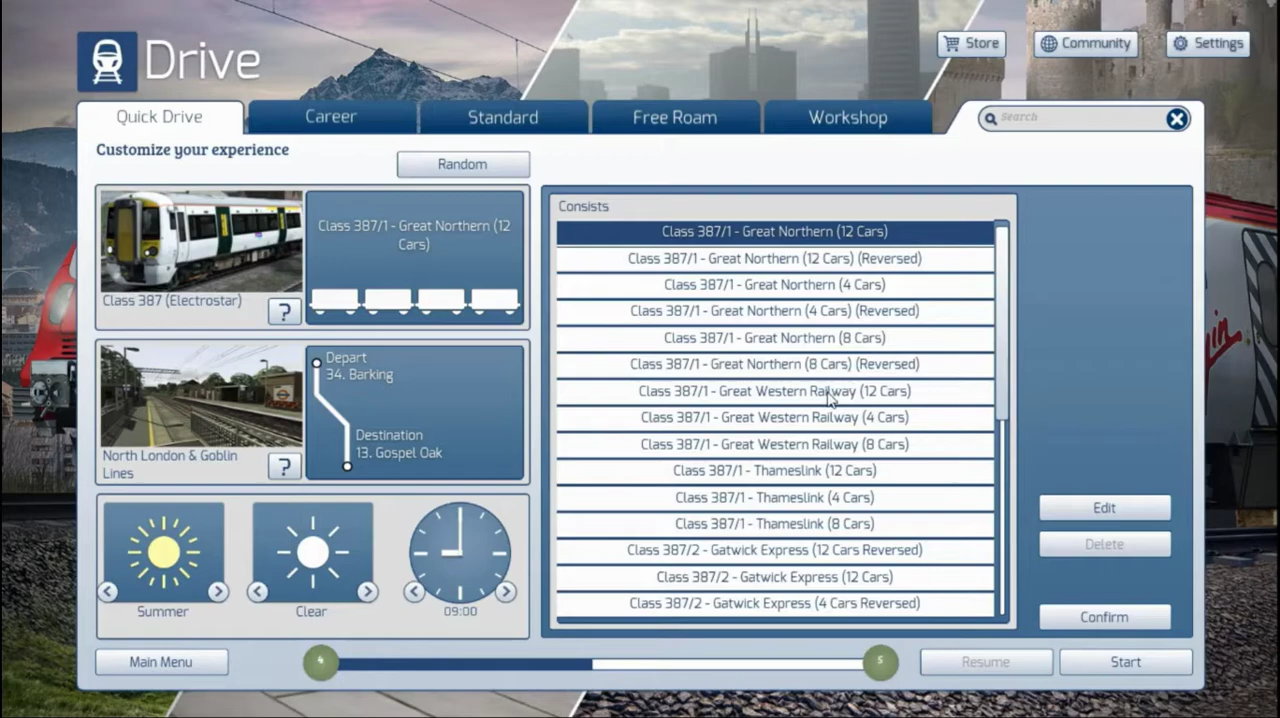 Drive
Store
Community
Settings
Quick Drive
Career
Standard
Free Roam
Workshop
Search
Customize your experience
Random
Class 387/1 - Great Northern (12
Cars)
Class 387 (Electrostar)
?
Depart
34. Barking
Destination
13. Gospel Oak
North London & Goblin
Lines
?
Summer
Clear
09:00
Consists
Class 387/1 - Great Northern (12 Cars)
Class 387/1 - Great Northern (12 Cars) (Reversed)
Class 387/1 - Great Northern (4 Cars)
Class 387/1 - Great Northern (4 Cars) (Reversed)
Class 387/1 - Great Northern (8 Cars)
Class 387/1 - Great Northern (8 Cars) (Reversed)
Class 387/1 - Great Western Railway (12 Cars)
Class 387/1 - Great Western Railway (4 Cars)
Class 387/1 - Great Western Railway (8 Cars)
Class 387/1 - Thameslink (12 Cars)
Class 387/1 - Thameslink (4 Cars)
Class 387/1 - Thameslink (8 Cars)
Class 387/2 - Gatwick Express (12 Cars Reversed)
Class 387/2 - Gatwick Express (12 Cars)
Class 387/2 - Gatwick Express (4 Cars Reversed)
Edit
Delete
Confirm
Main Menu
4
5
Resume
Start
Virgin